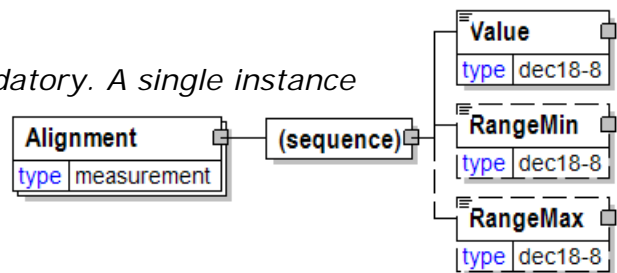 Value
type dec18-8
datory. A single instance
RangeMin
type dec18-8
Alignment
type measurement
(sequence)
RangeMax
type dec18-8